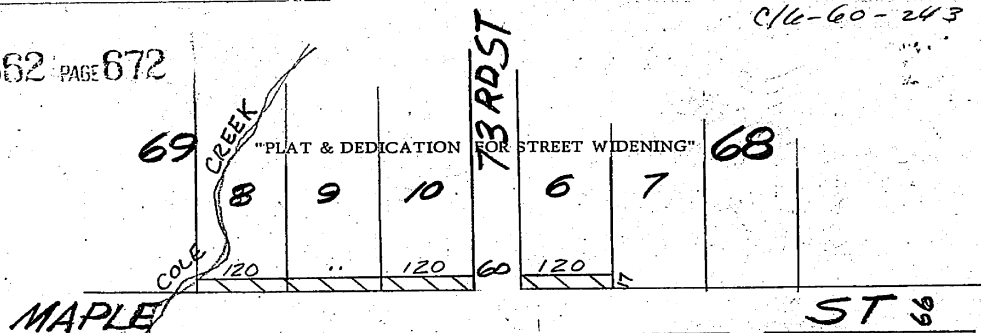 C/L-60-243
62 PAGE 672
73RD ST
69 CREEK "PLAT & DEDICATION FOR STREET WIDENING" 68
8 9 10 6 7
COLE 120 .. 120 60 120 17
MAPLE ST 66